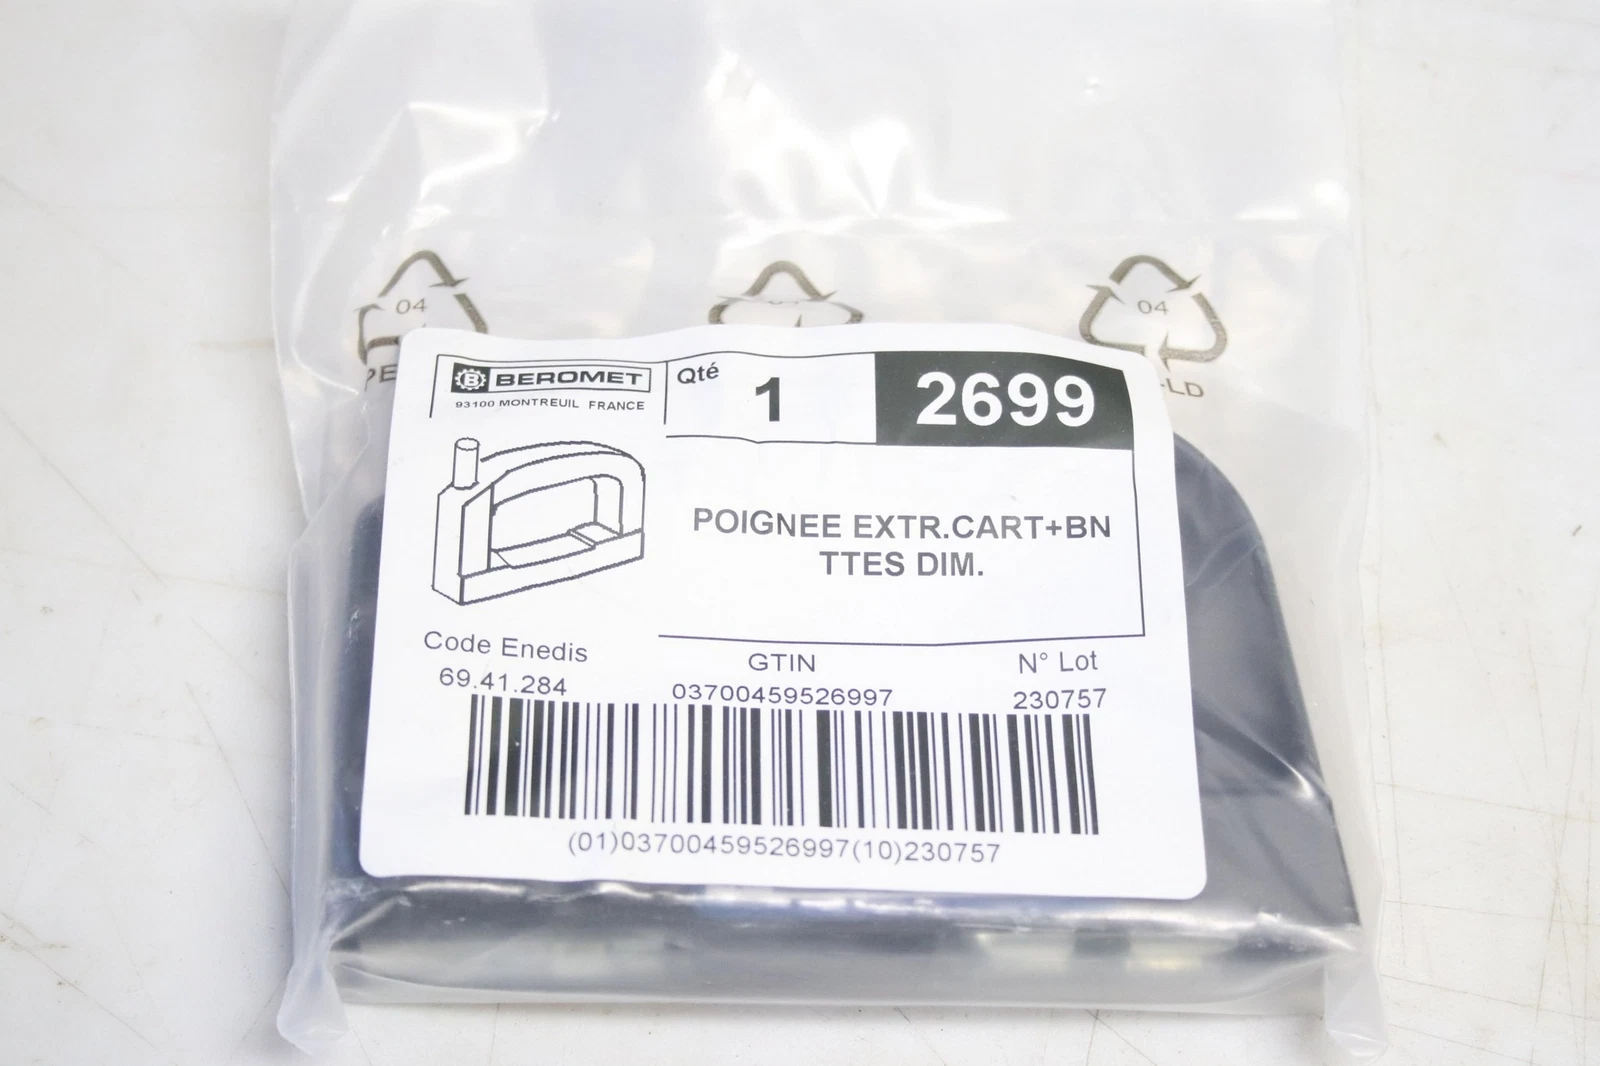 04
04
PE
-LD
B BEROMET
93100 MONTREUIL FRANCE
Qté
1
2699
POIGNEE EXTR.CART+BN
TTES DIM.
Code Enedis
69.41.284
GTIN
03700459526997
N° Lot
230757
(01)03700459526997(10)230757